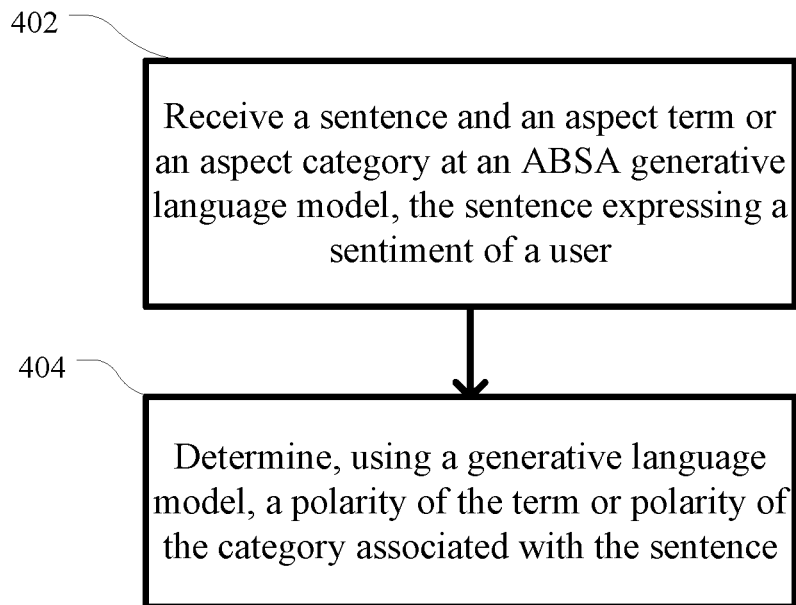 402
Receive a sentence and an aspect term or
an aspect category at an ABSA generative
language model, the sentence expressing a
sentiment of a user
404
Determine, using a generative language
model, a polarity of the term or polarity of
the category associated with the sentence